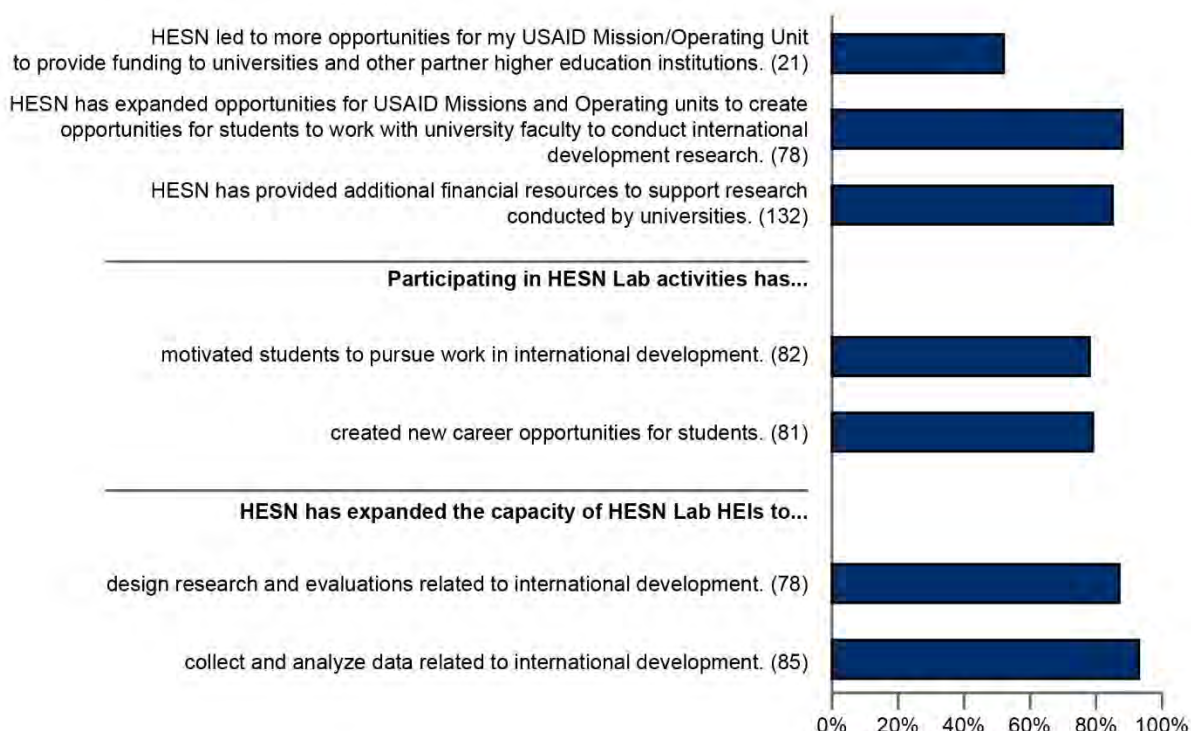 HESN led to more opportunities for my USAID Mission/Operating Unit
to provide funding to universities and other partner higher education institutions. (21)
HESN has expanded opportunities for USAID Missions and Operating units to create
opportunities for students to work with university faculty to conduct international
development research. (78)
HESN has provided additional financial resources to support research
conducted by universities. (132)
Participating in HESN Lab activities has...
motivated students to pursue work in international development. (82)
created new career opportunities for students. (81)
HESN has expanded the capacity of HESN Lab HEIs to...
design research and evaluations related to international development. (78)
collect and analyze data related to international development. (85)
0% 20% 40% 60% 80% 100%